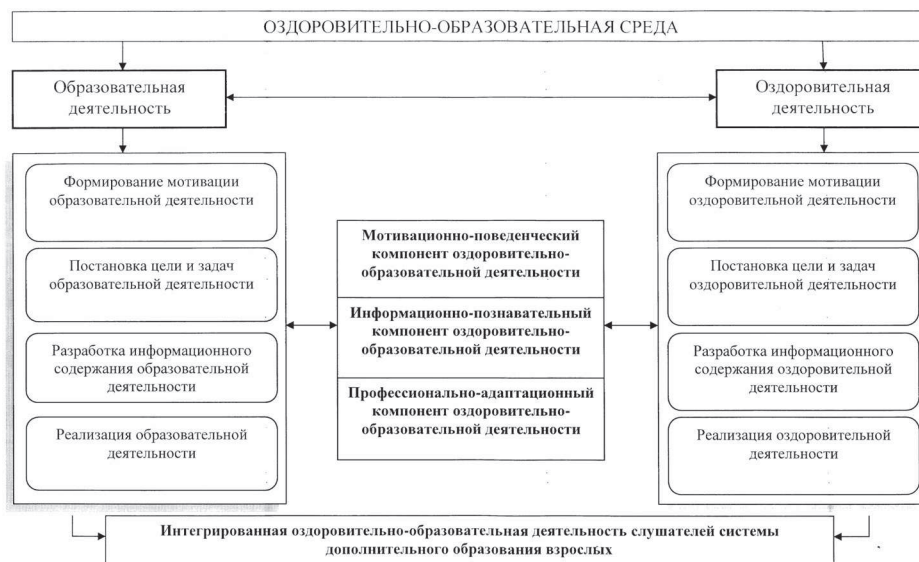 ОЗДОРОВИТЕЛЬНО-ОБРАЗОВАТЕЛЬНАЯ СРЕДА
Образовательная
деятельность
Оздоровительная
деятельность
Формирование мотивации
образовательной деятельности
Постановка цели и задач
образовательной деятельности
Разработка информационного
содержания образовательной
деятельности
Реализация образовательной
деятельности
Мотивационно-поведенческий
компонент оздоровительно-
образовательной деятельности
Информационно-познавательный
компонент оздоровительно-
образовательной деятельности
Профессионально-адаптационный
компонент оздоровительно-
образовательной деятельности
Формирование мотивации
оздоровительной деятельности
Постановка цели и задач
оздоровительной деятельности
Разработка информационного
содержания оздоровительной
деятельности
Реализация оздоровительной
деятельности
Интегрированная оздоровительно-образовательная деятельность слушателей системы
дополнительного образования взрослых